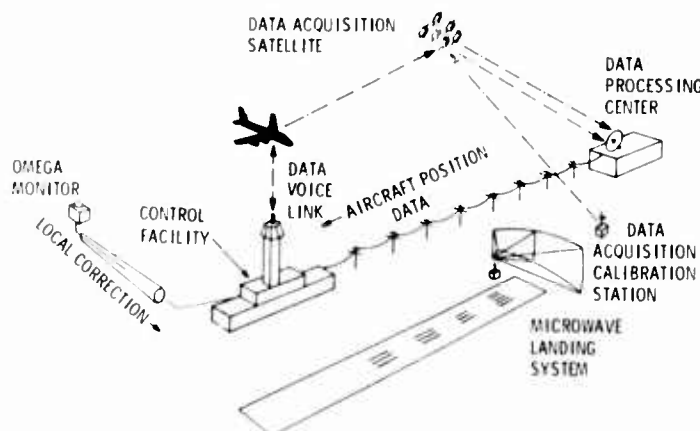 DATA ACQUISITION
SATELLITE
DATA
PROCESSING
CENTER
OMEGA
MONITOR
DATA
VOICE
LINK
AIRCRAFT POSITION
DATA
CONTROL
FACILITY
LOCAL CORRECTION
DATA
ACQUISITION
CALIBRATION
STATION
MICROWAVE
LANDING
SYSTEM